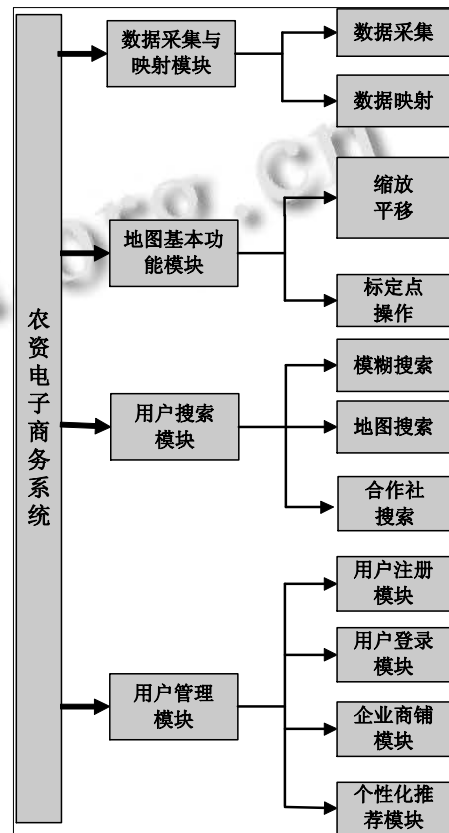 农资电子商务系统
数据采集与
映射模块
数据采集
数据映射
地图基本功
能模块
缩放
平移
标定点
操作
用户搜索
模块
模糊搜索
地图搜索
合作社
搜索
用户管理
模块
用户注册
模块
用户登录
模块
企业商铺
模块
个性化推
荐模块